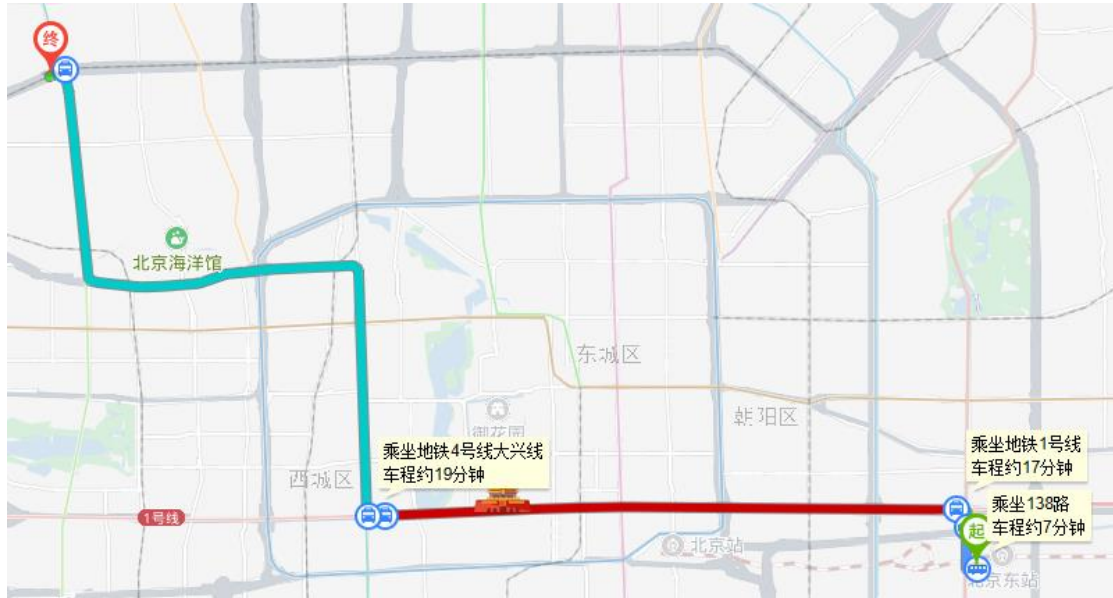 终
北京海洋馆
东城区
朝阳区
御花园
乘坐地铁4号线大兴线
车程约19分钟
西城区
乘坐地铁1号线
车程约17分钟
1号线
乘坐138路
车程约7分钟
起
北京站
北京东站